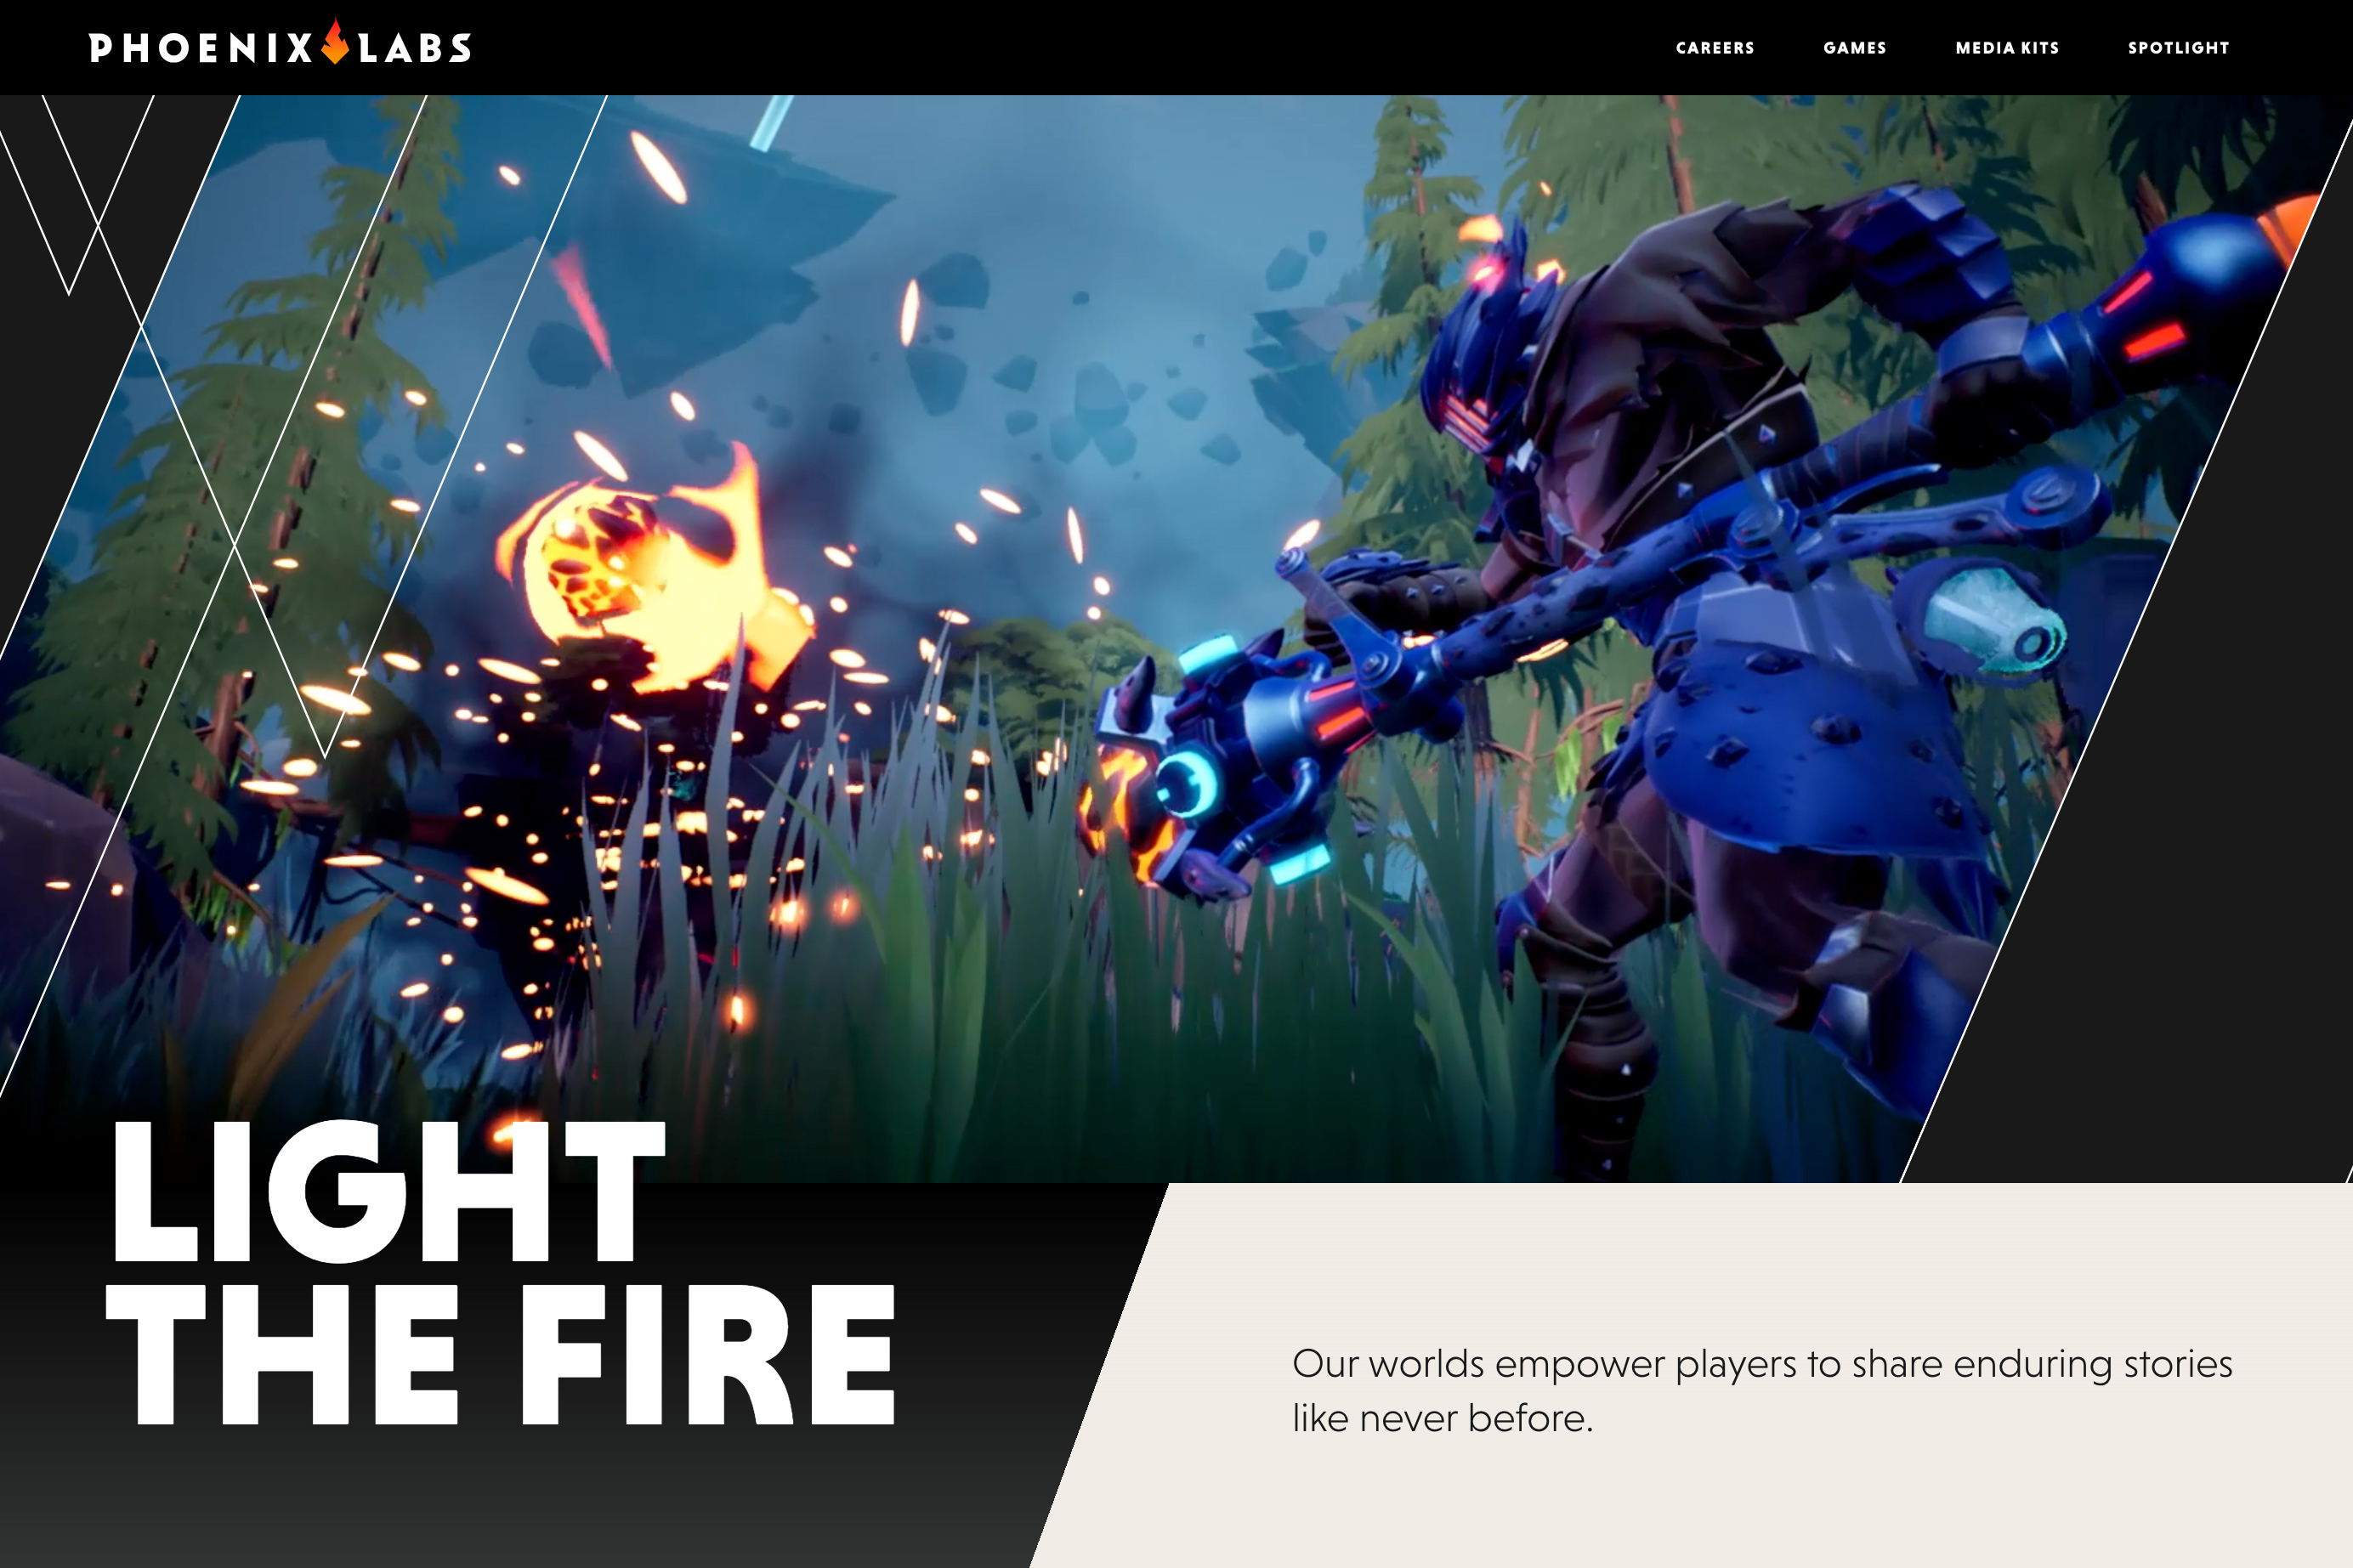 PHOENIX LABS
CAREERS GAMES MEDIA KITS SPOTLIGHT
LIGHT
THE FIRE
Our worlds empower players to share enduring stories
like never before.